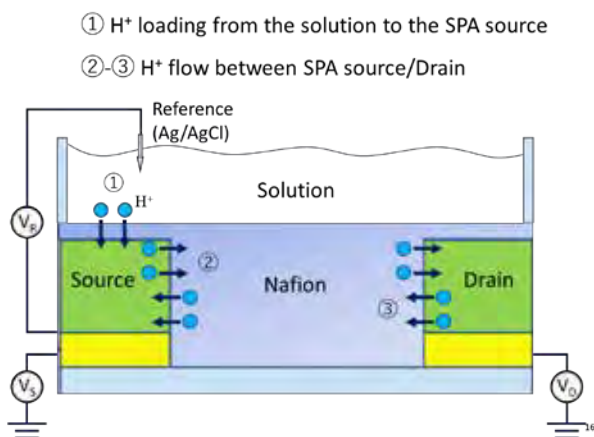 ① H⁺ loading from the solution to the SPA source
②-③ H⁺ flow between SPA source/Drain
Reference
(Ag/AgCl)
①
H⁺
Solution
V_R
②
Source
Nafion
Drain
③
V_S
V_D
16